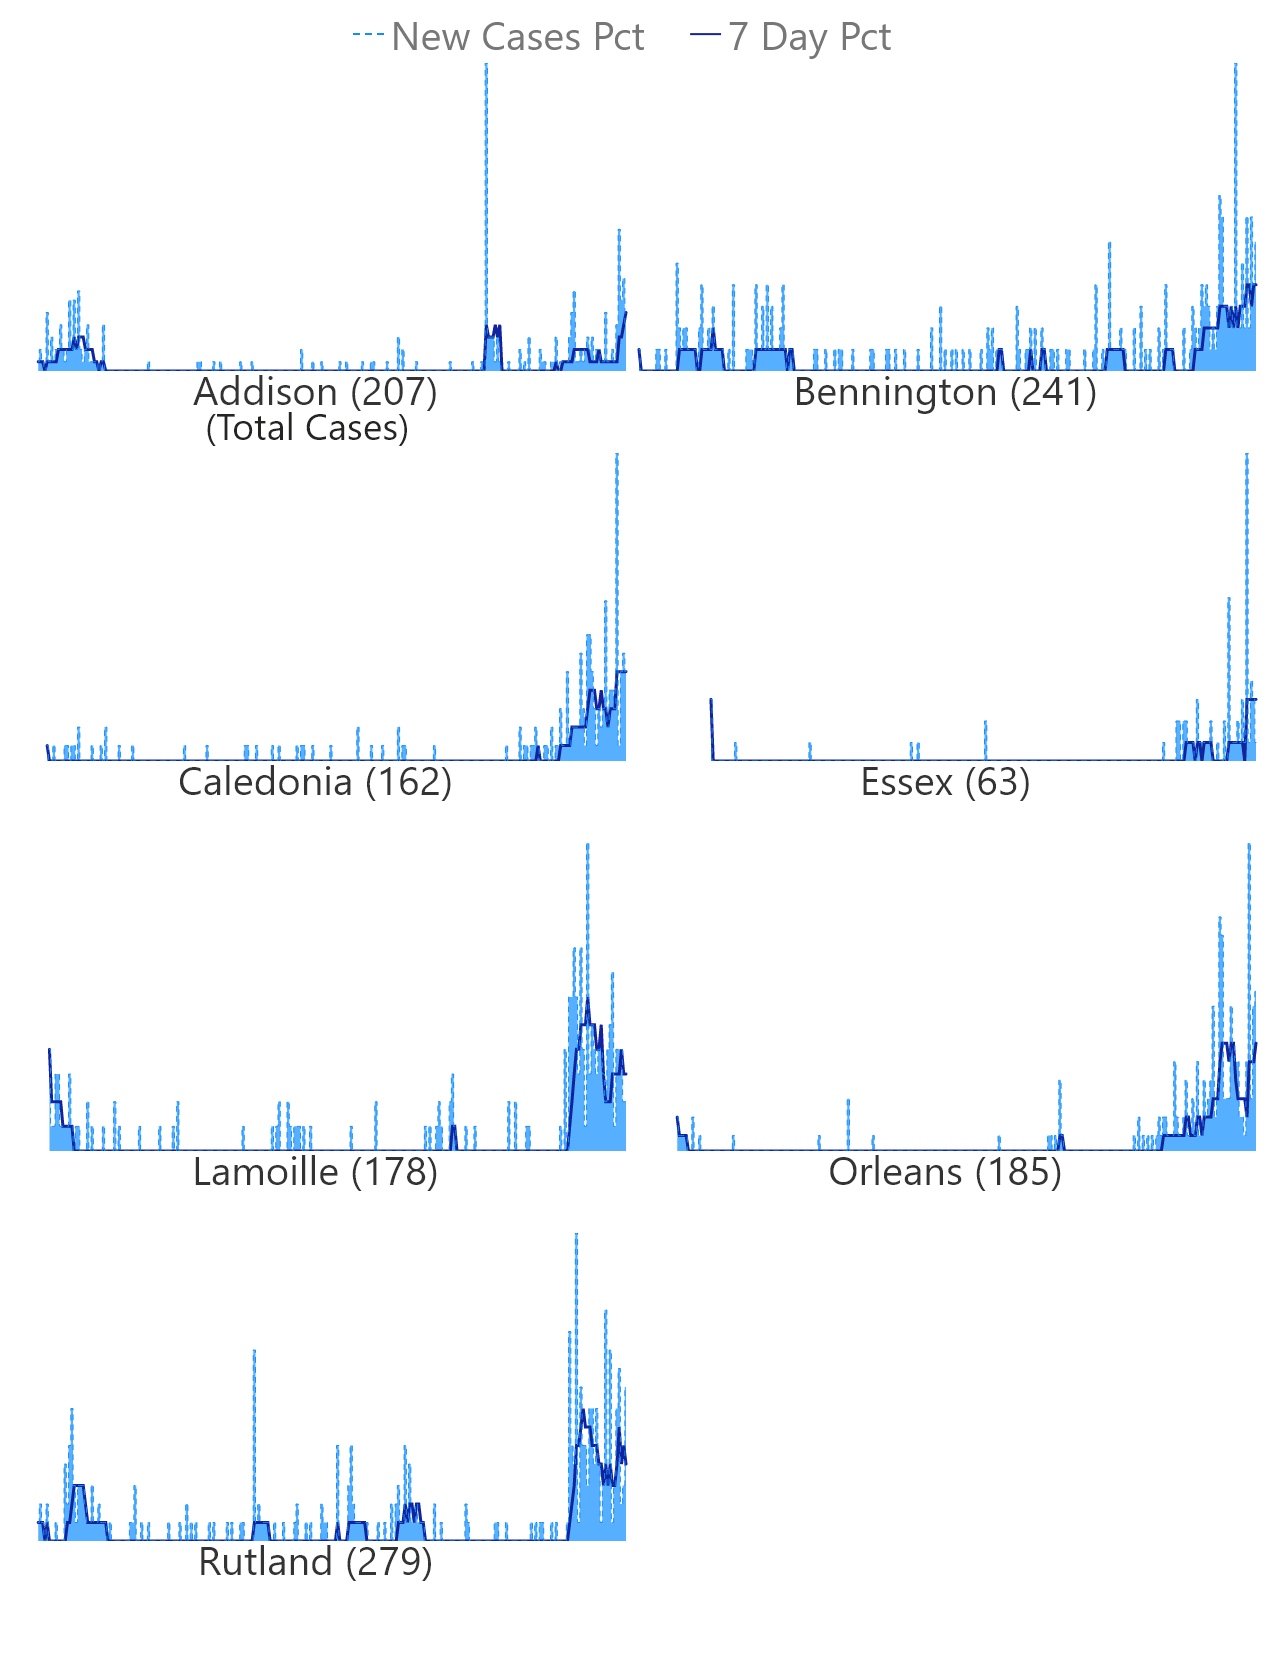 New Cases Pct 7 Day Pct
Addison (207) Bennington (241)
(Total Cases)
Caledonia (162) Essex (63)
Lamoille (178) Orleans (185)
Rutland (279)